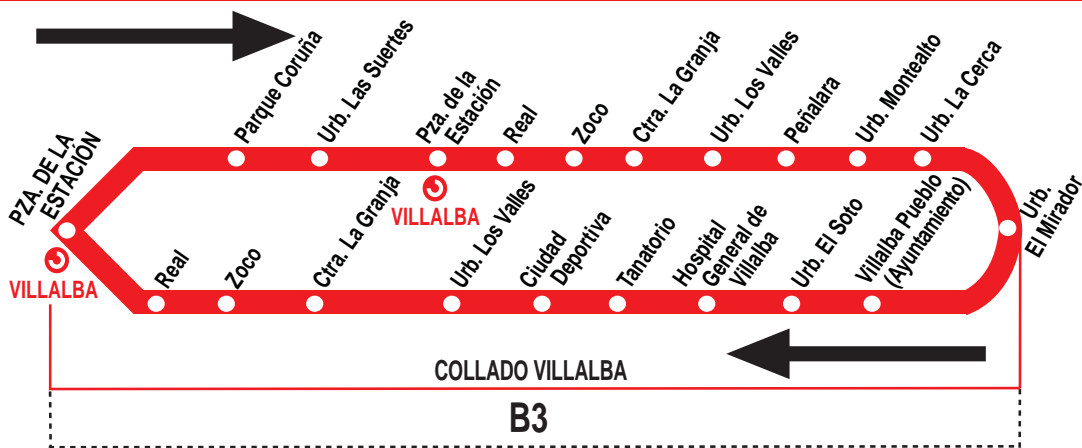 PZA. DE LA
ESTACIÓN
VILLALBA
Parque Coruña
Urb. Las Suertes
Pza. de la
Estación
VILLALBA
Real
Zoco
Ctra. La Granja
Urb. Los Valles
Peñalara
Urb. Montealto
Urb. La Cerca
Urb.
El Mirador
Real
Zoco
Ctra. La Granja
Urb. Los Valles
Ciudad
Deportiva
Tanatorio
Hospital
General de
Villalba
Urb. El Soto
Villalba Pueblo
(Ayuntamiento)
COLLADO VILLALBA
B3